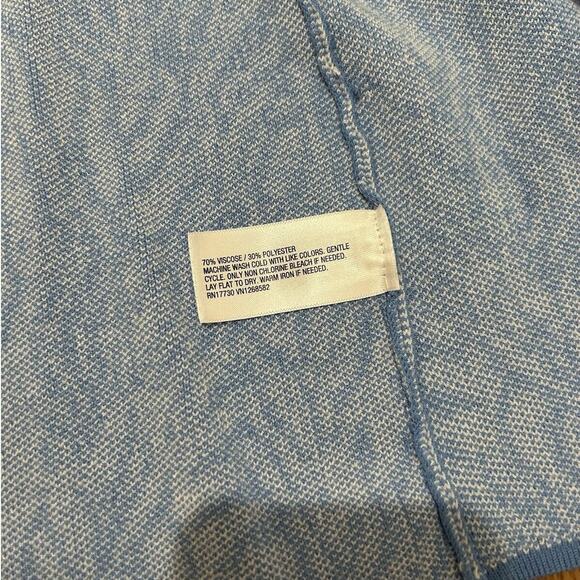 70% VISCOSE / 30% POLYESTER
MACHINE WASH COLD WITH LIKE COLORS. GENTLE
CYCLE. ONLY NON CHLORINE BLEACH IF NEEDED.
LAY FLAT TO DRY. WARM IRON IF NEEDED.
RN17730 VN1268582